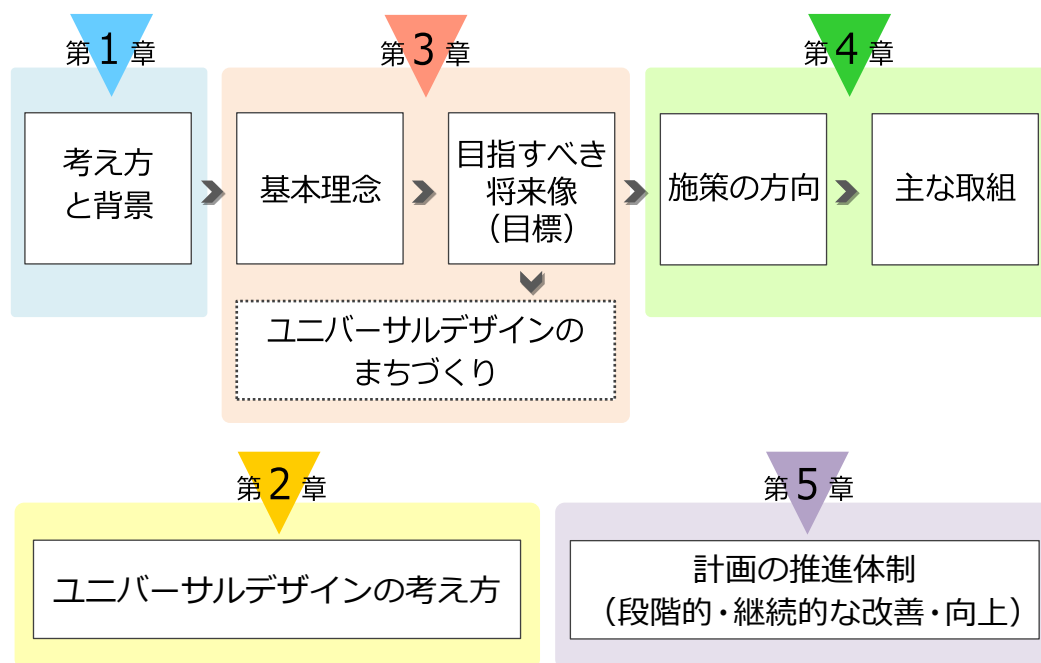 第1章
考え方
と背景
第3章
基本理念
目指すべき
将来像
（目標）
ユニバーサルデザインの
まちづくり
第4章
施策の方向
主な取組
第2章
ユニバーサルデザインの考え方
第5章
計画の推進体制
（段階的・継続的な改善・向上）